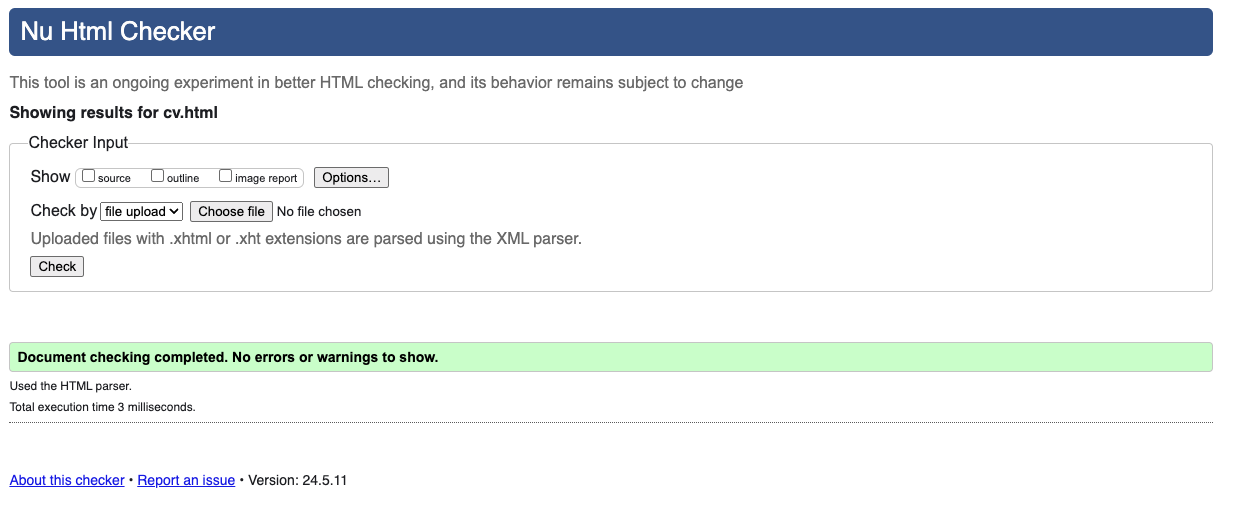 Nu Html Checker
This tool is an ongoing experiment in better HTML checking, and its behavior remains subject to change
Showing results for cv.html
Checker Input
Show source outline image report Options...
Check by file upload Choose file No file chosen
Uploaded files with .xhtml or .xht extensions are parsed using the XML parser.
Check
Document checking completed. No errors or warnings to show.
Used the HTML parser.
Total execution time 3 milliseconds.
About this checker • Report an issue • Version: 24.5.11